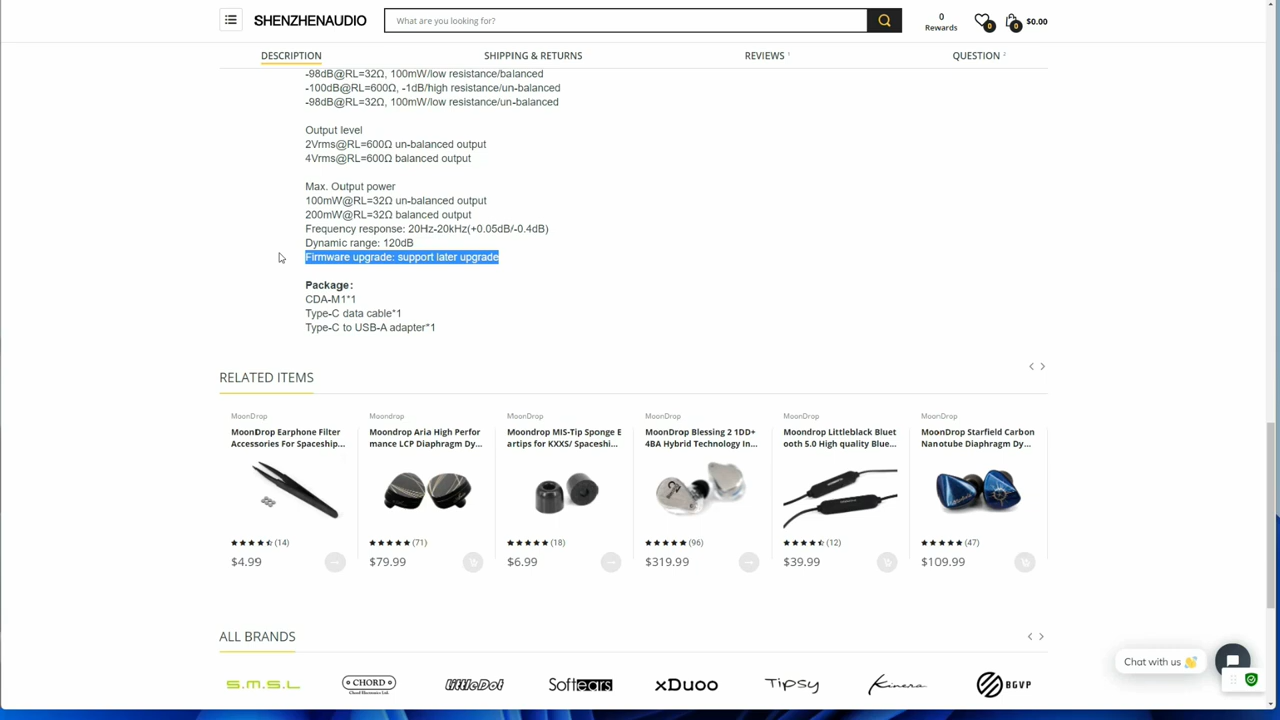 SHENZHENAUDIO
What are you looking for?
0
Rewards
0
0
$0.00
DESCRIPTION
SHIPPING & RETURNS
REVIEWS 1
QUESTION 2
-98dB@RL=32Ω, 100mW/low resistance/balanced
-100dB@RL=600Ω, -1dB/high resistance/un-balanced
-98dB@RL=32Ω, 100mW/low resistance/un-balanced
Output level
2Vrms@RL=600Ω un-balanced output
4Vrms@RL=600Ω balanced output
Max. Output power
100mW@RL=32Ω un-balanced output
200mW@RL=32Ω balanced output
Frequency response: 20Hz-20kHz(+0.05dB/-0.4dB)
Dynamic range: 120dB
Firmware upgrade: support later upgrade
Package:
CDA-M1*1
Type-C data cable*1
Type-C to USB-A adapter*1
RELATED ITEMS
MoonDrop
MoonDrop Earphone Filter
Accessories For Spaceship...
(14)
$4.99
Moondrop
Moondrop Aria High Perfor
mance LCP Diaphragm Dy...
(71)
$79.99
MoonDrop
Moondrop MIS-Tip Sponge E
artips for KXXS/ Spaceshi...
(18)
$6.99
MoonDrop
MoonDrop Blessing 2 1DD+
4BA Hybrid Technology In...
(96)
$319.99
MoonDrop
Moondrop Littleblack Bluet
ooth 5.0 High quality Blue...
(12)
$39.99
MoonDrop
MoonDrop Starfield Carbon
Nanotube Diaphragm Dy...
(47)
$109.99
ALL BRANDS
S.M.S.L
CHORD
Chord Electronics Ltd.
LittleDot
Softears
xDuoo
TIPSY
Kinera
BGVP
Chat with us 👋